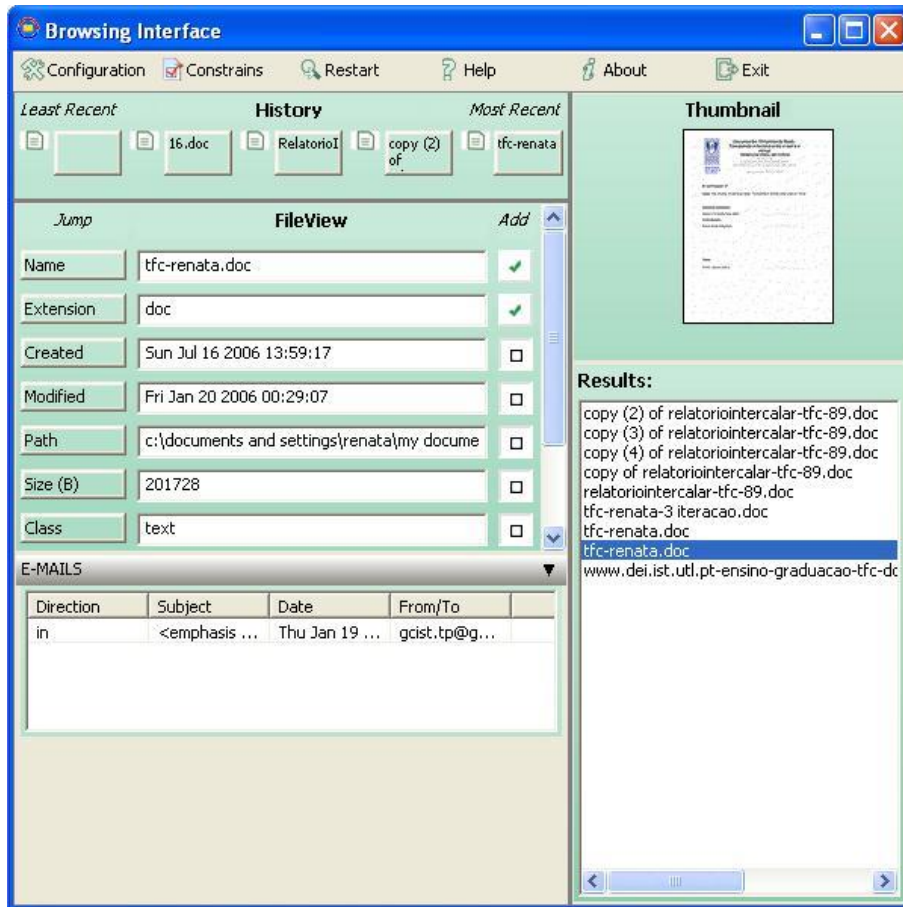 Browsing Interface
Configuration Constrains Restart Help About Exit
Least Recent History Most Recent
16.doc RelatorioI copy (2) of tfc-renata
Jump FileView Add
Name tfc-renata.doc
Extension doc
Created Sun Jul 16 2006 13:59:17
Modified Fri Jan 20 2006 00:29:07
Path c:\documents and settings\renata\my docume
Size (B) 201728
Class text
E-MAILS
Direction Subject Date From/To
in <emphasis ... Thu Jan 19 ... gcist.tp@g...
Thumbnail
Results:
copy (2) of relatoriointercalar-tfc-89.doc
copy (3) of relatoriointercalar-tfc-89.doc
copy (4) of relatoriointercalar-tfc-89.doc
copy of relatoriointercalar-tfc-89.doc
relatoriointercalar-tfc-89.doc
tfc-renata-3 iteracao.doc
tfc-renata.doc
tfc-renata.doc
www.dei.ist.utl.pt-ensino-graduacao-tfc-dc